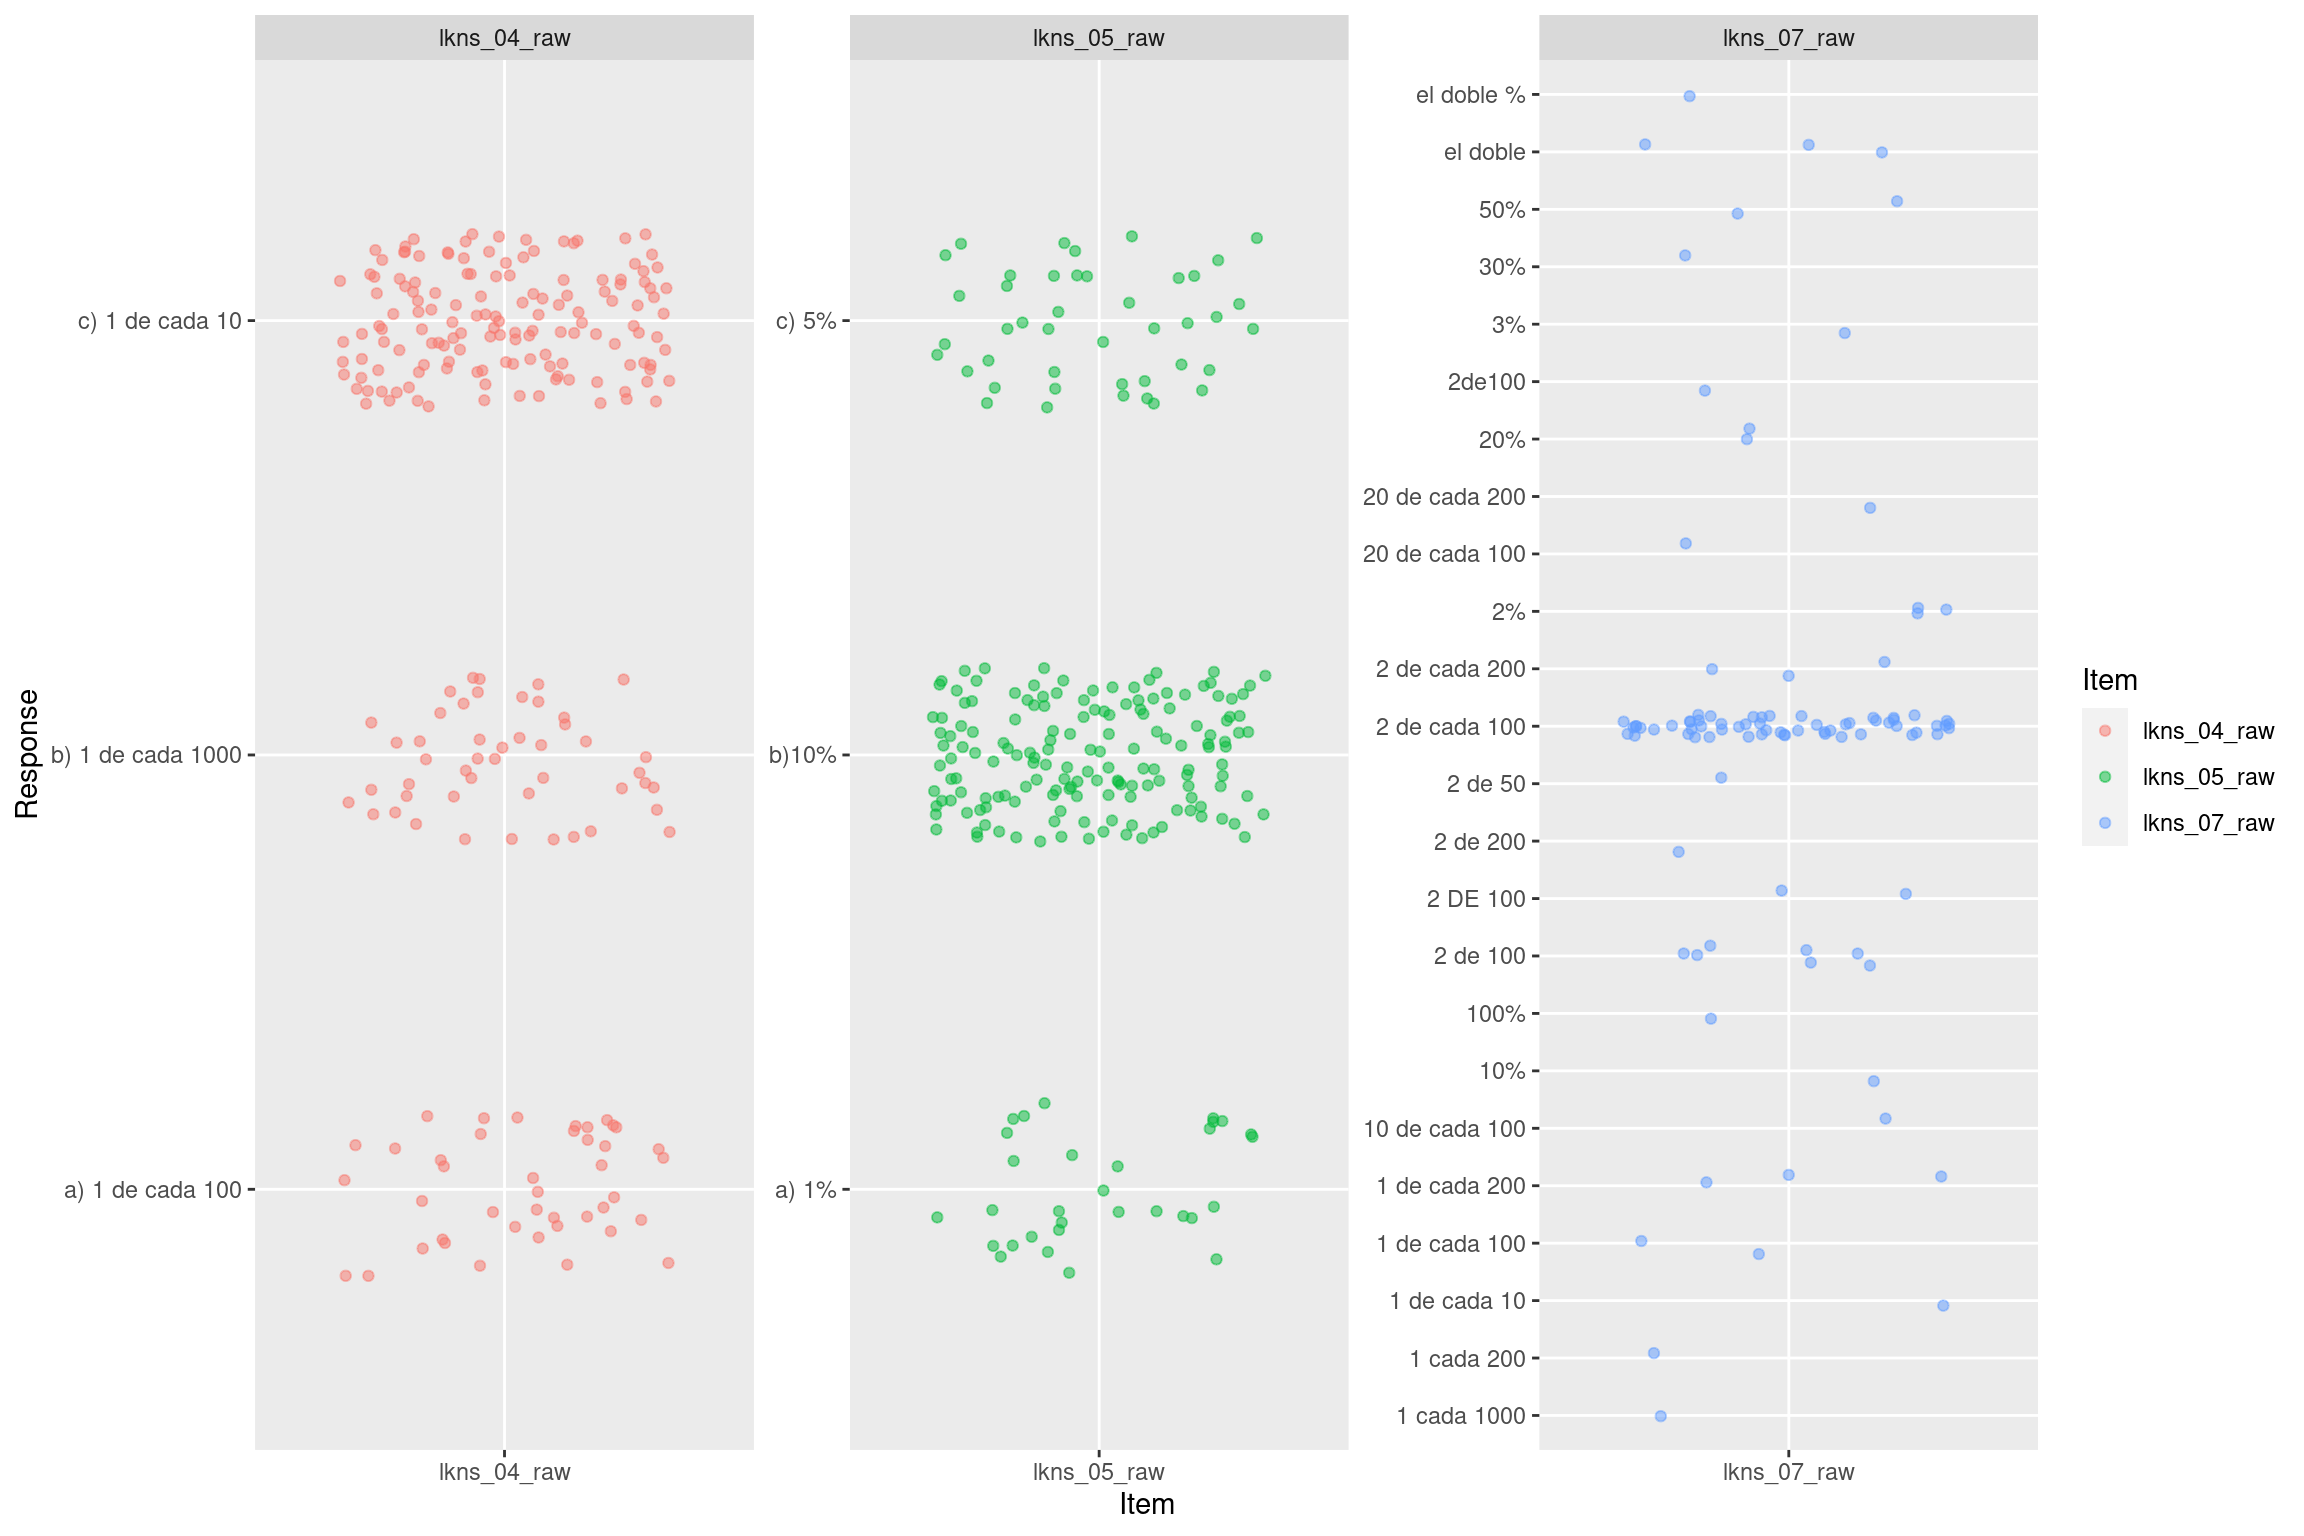 lkns_04_raw
lkns_05_raw
lkns_07_raw
Response
c) 1 de cada 10
b) 1 de cada 1000
a) 1 de cada 100
c) 5%
b)10%
a) 1%
el doble %
el doble
50%
30%
3%
2de100
20%
20 de cada 200
20 de cada 100
2%
2 de cada 200
2 de cada 100
2 de 50
2 de 200
2 DE 100
2 de 100
100%
10%
10 de cada 100
1 de cada 200
1 de cada 100
1 de cada 10
1 cada 200
1 cada 1000
lkns_04_raw
lkns_05_raw
lkns_07_raw
Item
Item
lkns_04_raw
lkns_05_raw
lkns_07_raw